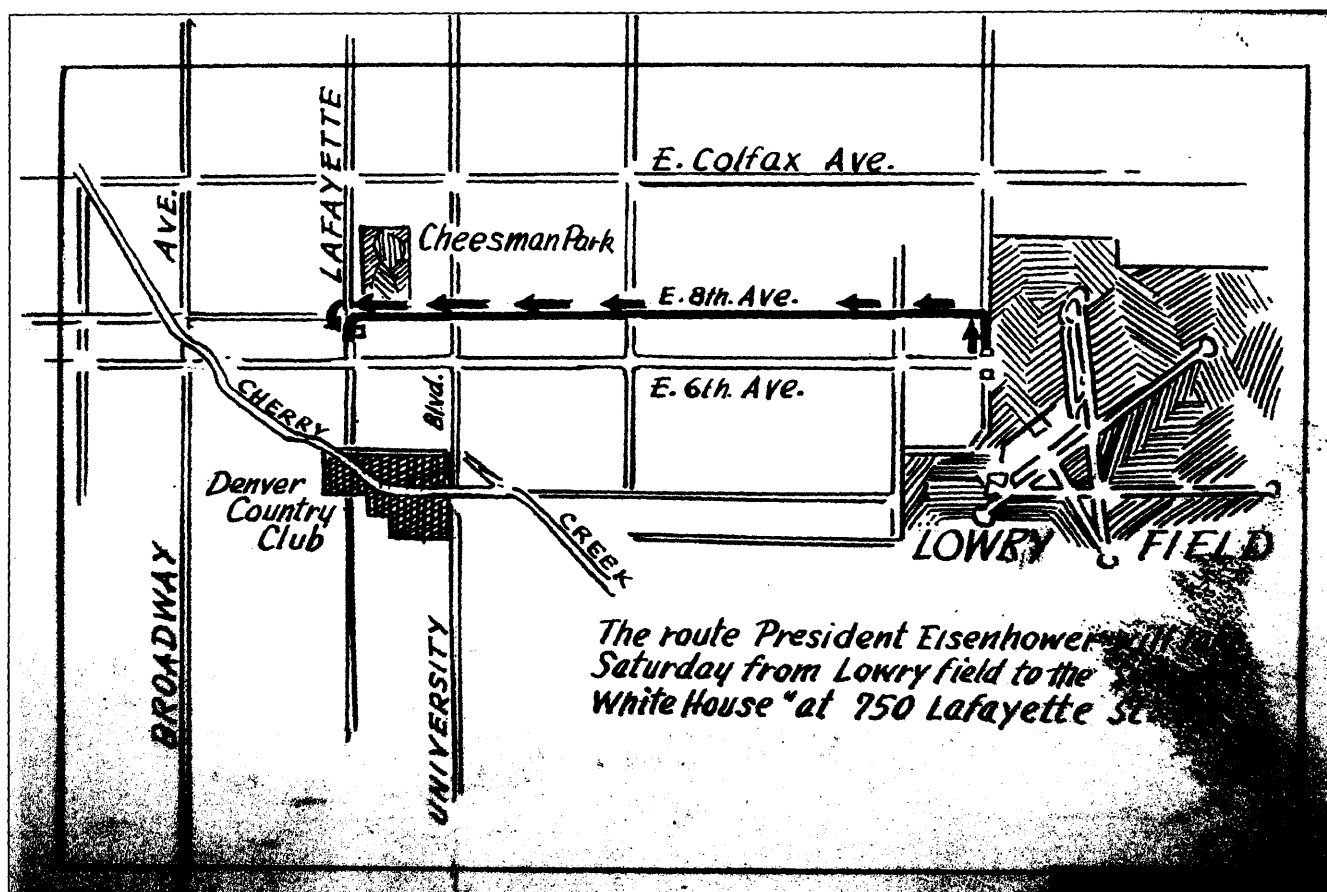 E. Colfax Ave.
LAFAYETTE
AVE.
Cheesman Park
E. 8th. Ave.
E. 6th. Ave.
Blvd.
CHERRY
Denver
Country
Club
CREEK
LOWRY FIELD
BROADWAY
UNIVERSITY
The route President Eisenhower
Saturday from Lowry field to the
White House" at 750 Lafayette